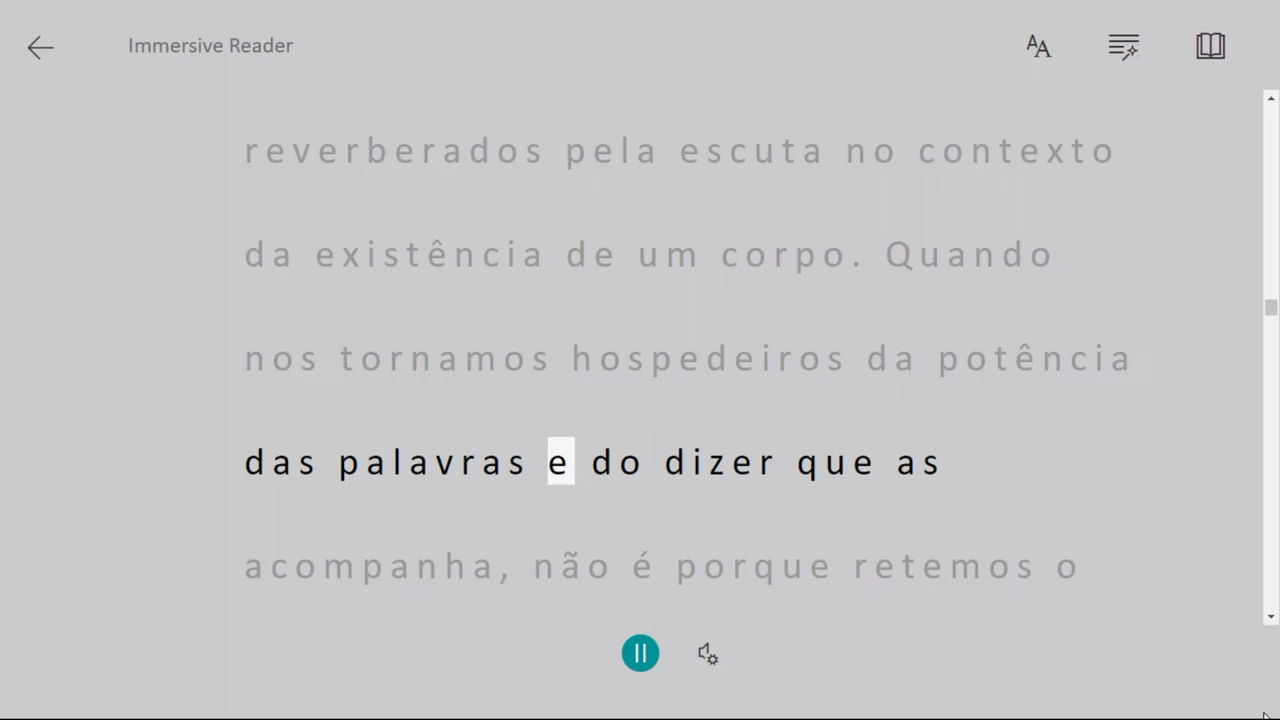 Immersive Reader
reverberados pela escuta no contexto
da existência de um corpo. Quando
nos tornamos hospedeiros da potência
das palavras e do dizer que as
acompanha, não é porque retemos o